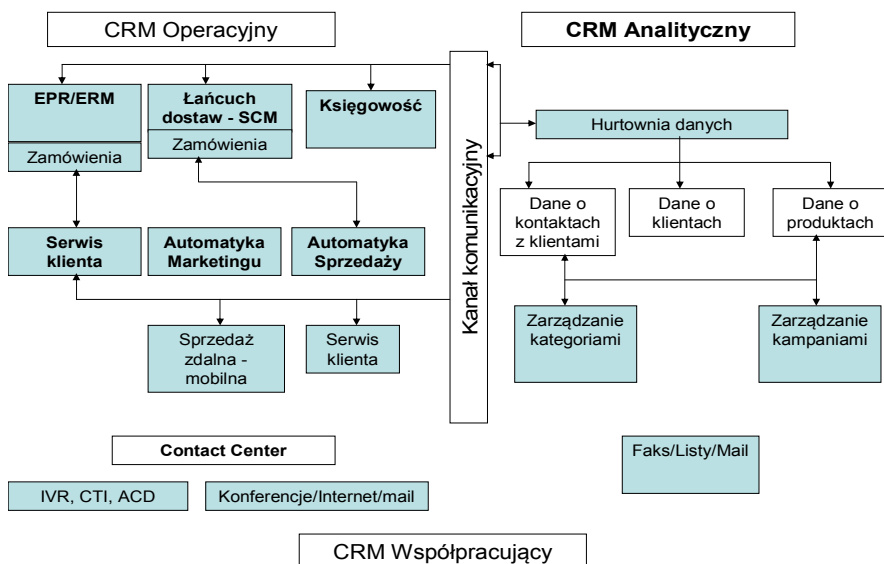 CRM Operacyjny
CRM Analityczny
EPR/ERM
Zamówienia
Łańcuch
dostaw - SCM
Zamówienia
Księgowość
Kanał komunikacyjny
Hurtownia danych
Dane o
kontaktach
z klientami
Dane o
klientach
Dane o
produktach
Serwis
klienta
Automatyka
Marketingu
Automatyka
Sprzedaży
Sprzedaż
zdalna -
mobilna
Serwis
klienta
Zarządzanie
kategoriami
Zarządzanie
kampaniami
Contact Center
Faks/Listy/Mail
IVR, CTI, ACD
Konferencje/Internet/mail
CRM Współpracujący